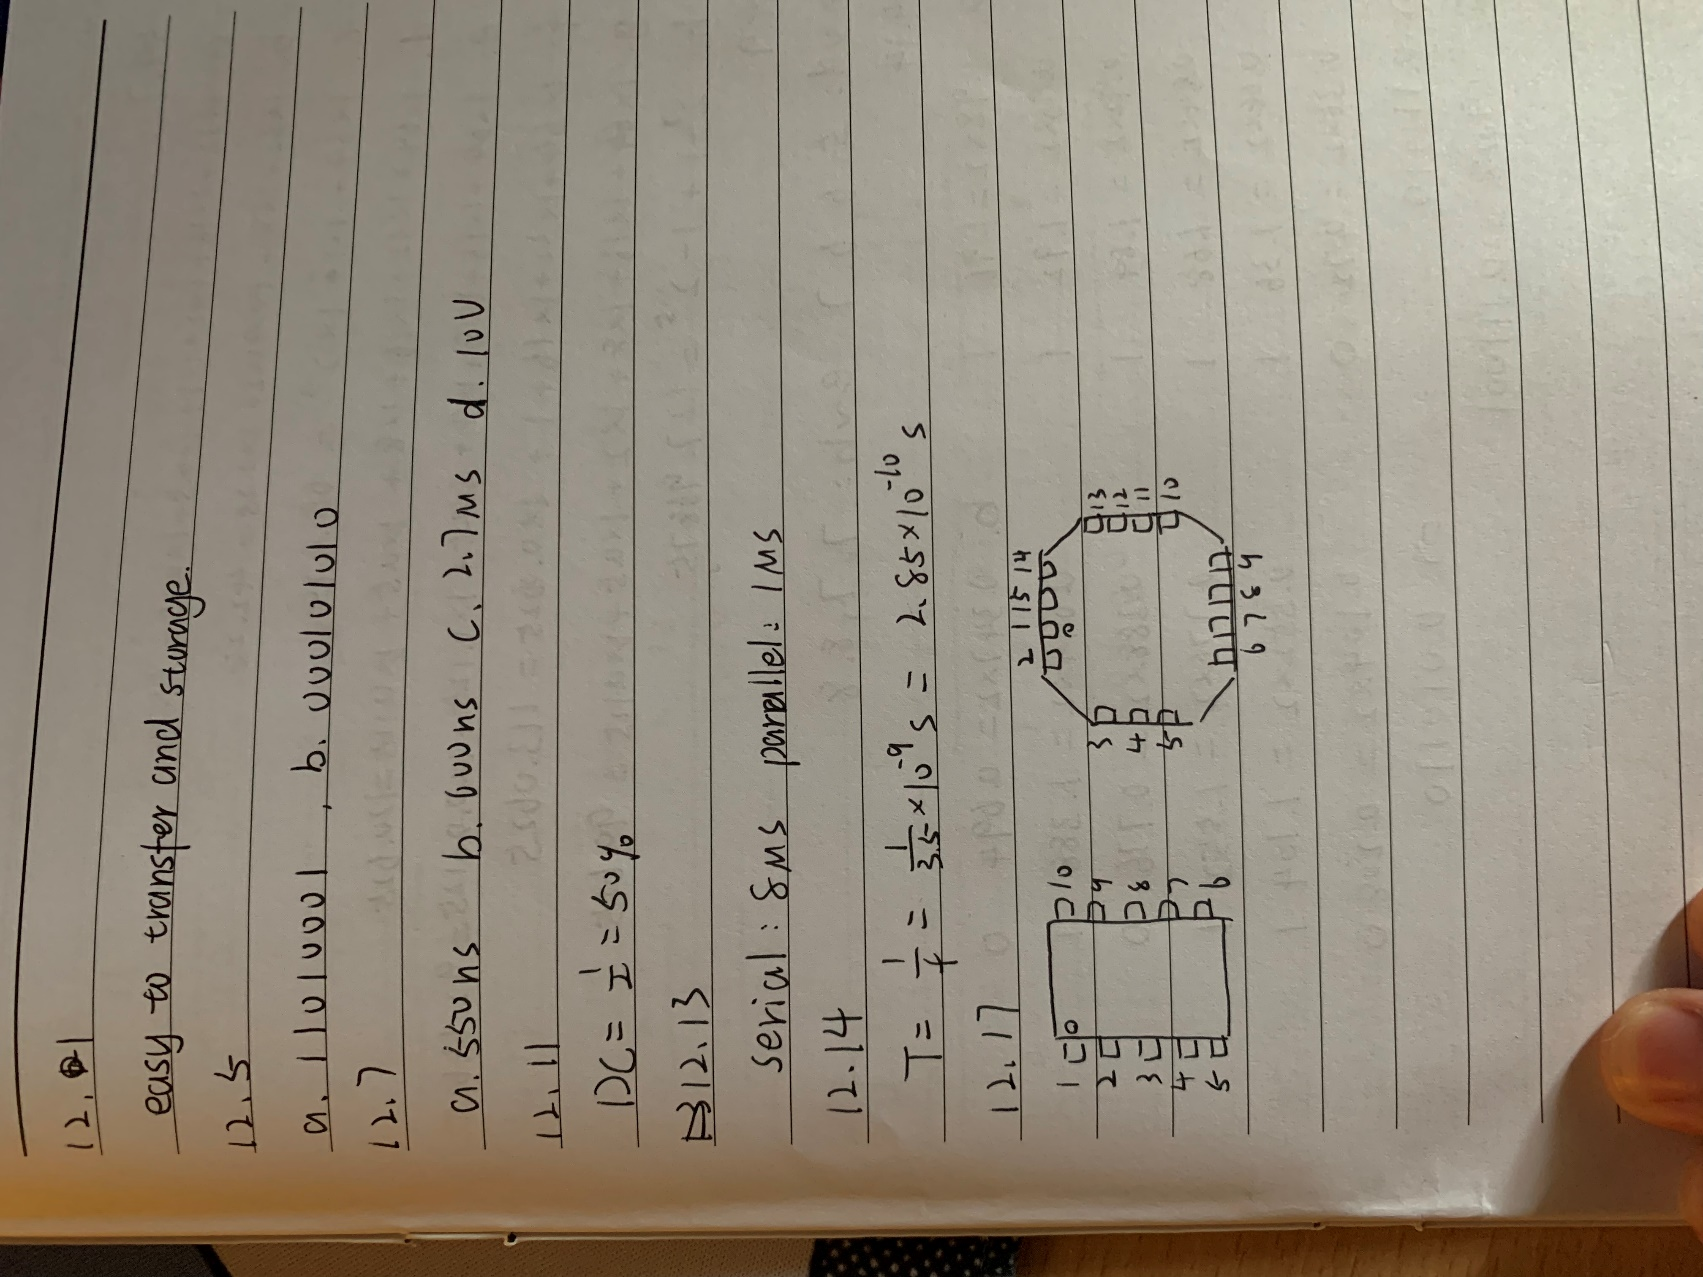 12.1
easy to transfer and storage.
12.5
a. 11101001 , b. 000101010
12.7
a. 550ns b. 600ns C. 2.7Ms d. 10V
12.11
DC = 1/2 = 50%
12.13
serical: 8Ms parallel: 1Ms
12.14
T = 1/f = 1/3.5 × 10⁻⁹ s = 2.85×10⁻¹⁰ s
12.17
1 2 3 4 5
10 9 8 7 6
2 1 15 14
3 4 5
13 12 11 10
6 7 8 9